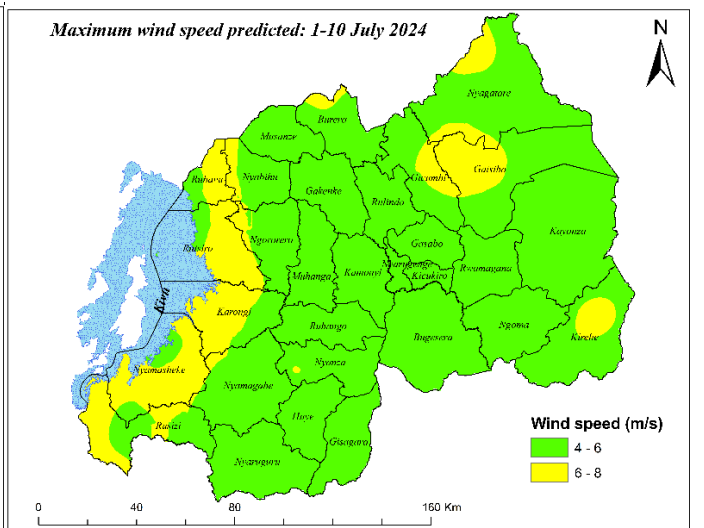 Maximum wind speed predicted: 1-10 July 2024
N
Nyagatare
Burera
Musanze
Gatsibo
Gicumbi
Rubavu
Nyabihu
Gakenke
Rulindo
Kayonza
Rutsiro
Ngororero
Gasabo
Nyarugenge
Kicukiro
Rwamagana
Muhanga
Kamonyi
Kivu
Karongi
Ruhango
Bugesera
Ngoma
Kirehe
Nyamasheke
Nyanza
Nyamagabe
Huye
Rusizi
Gisagara
Nyaruguru
Wind speed (m/s)
4 - 6
6 - 8
0 40 80 160 Km